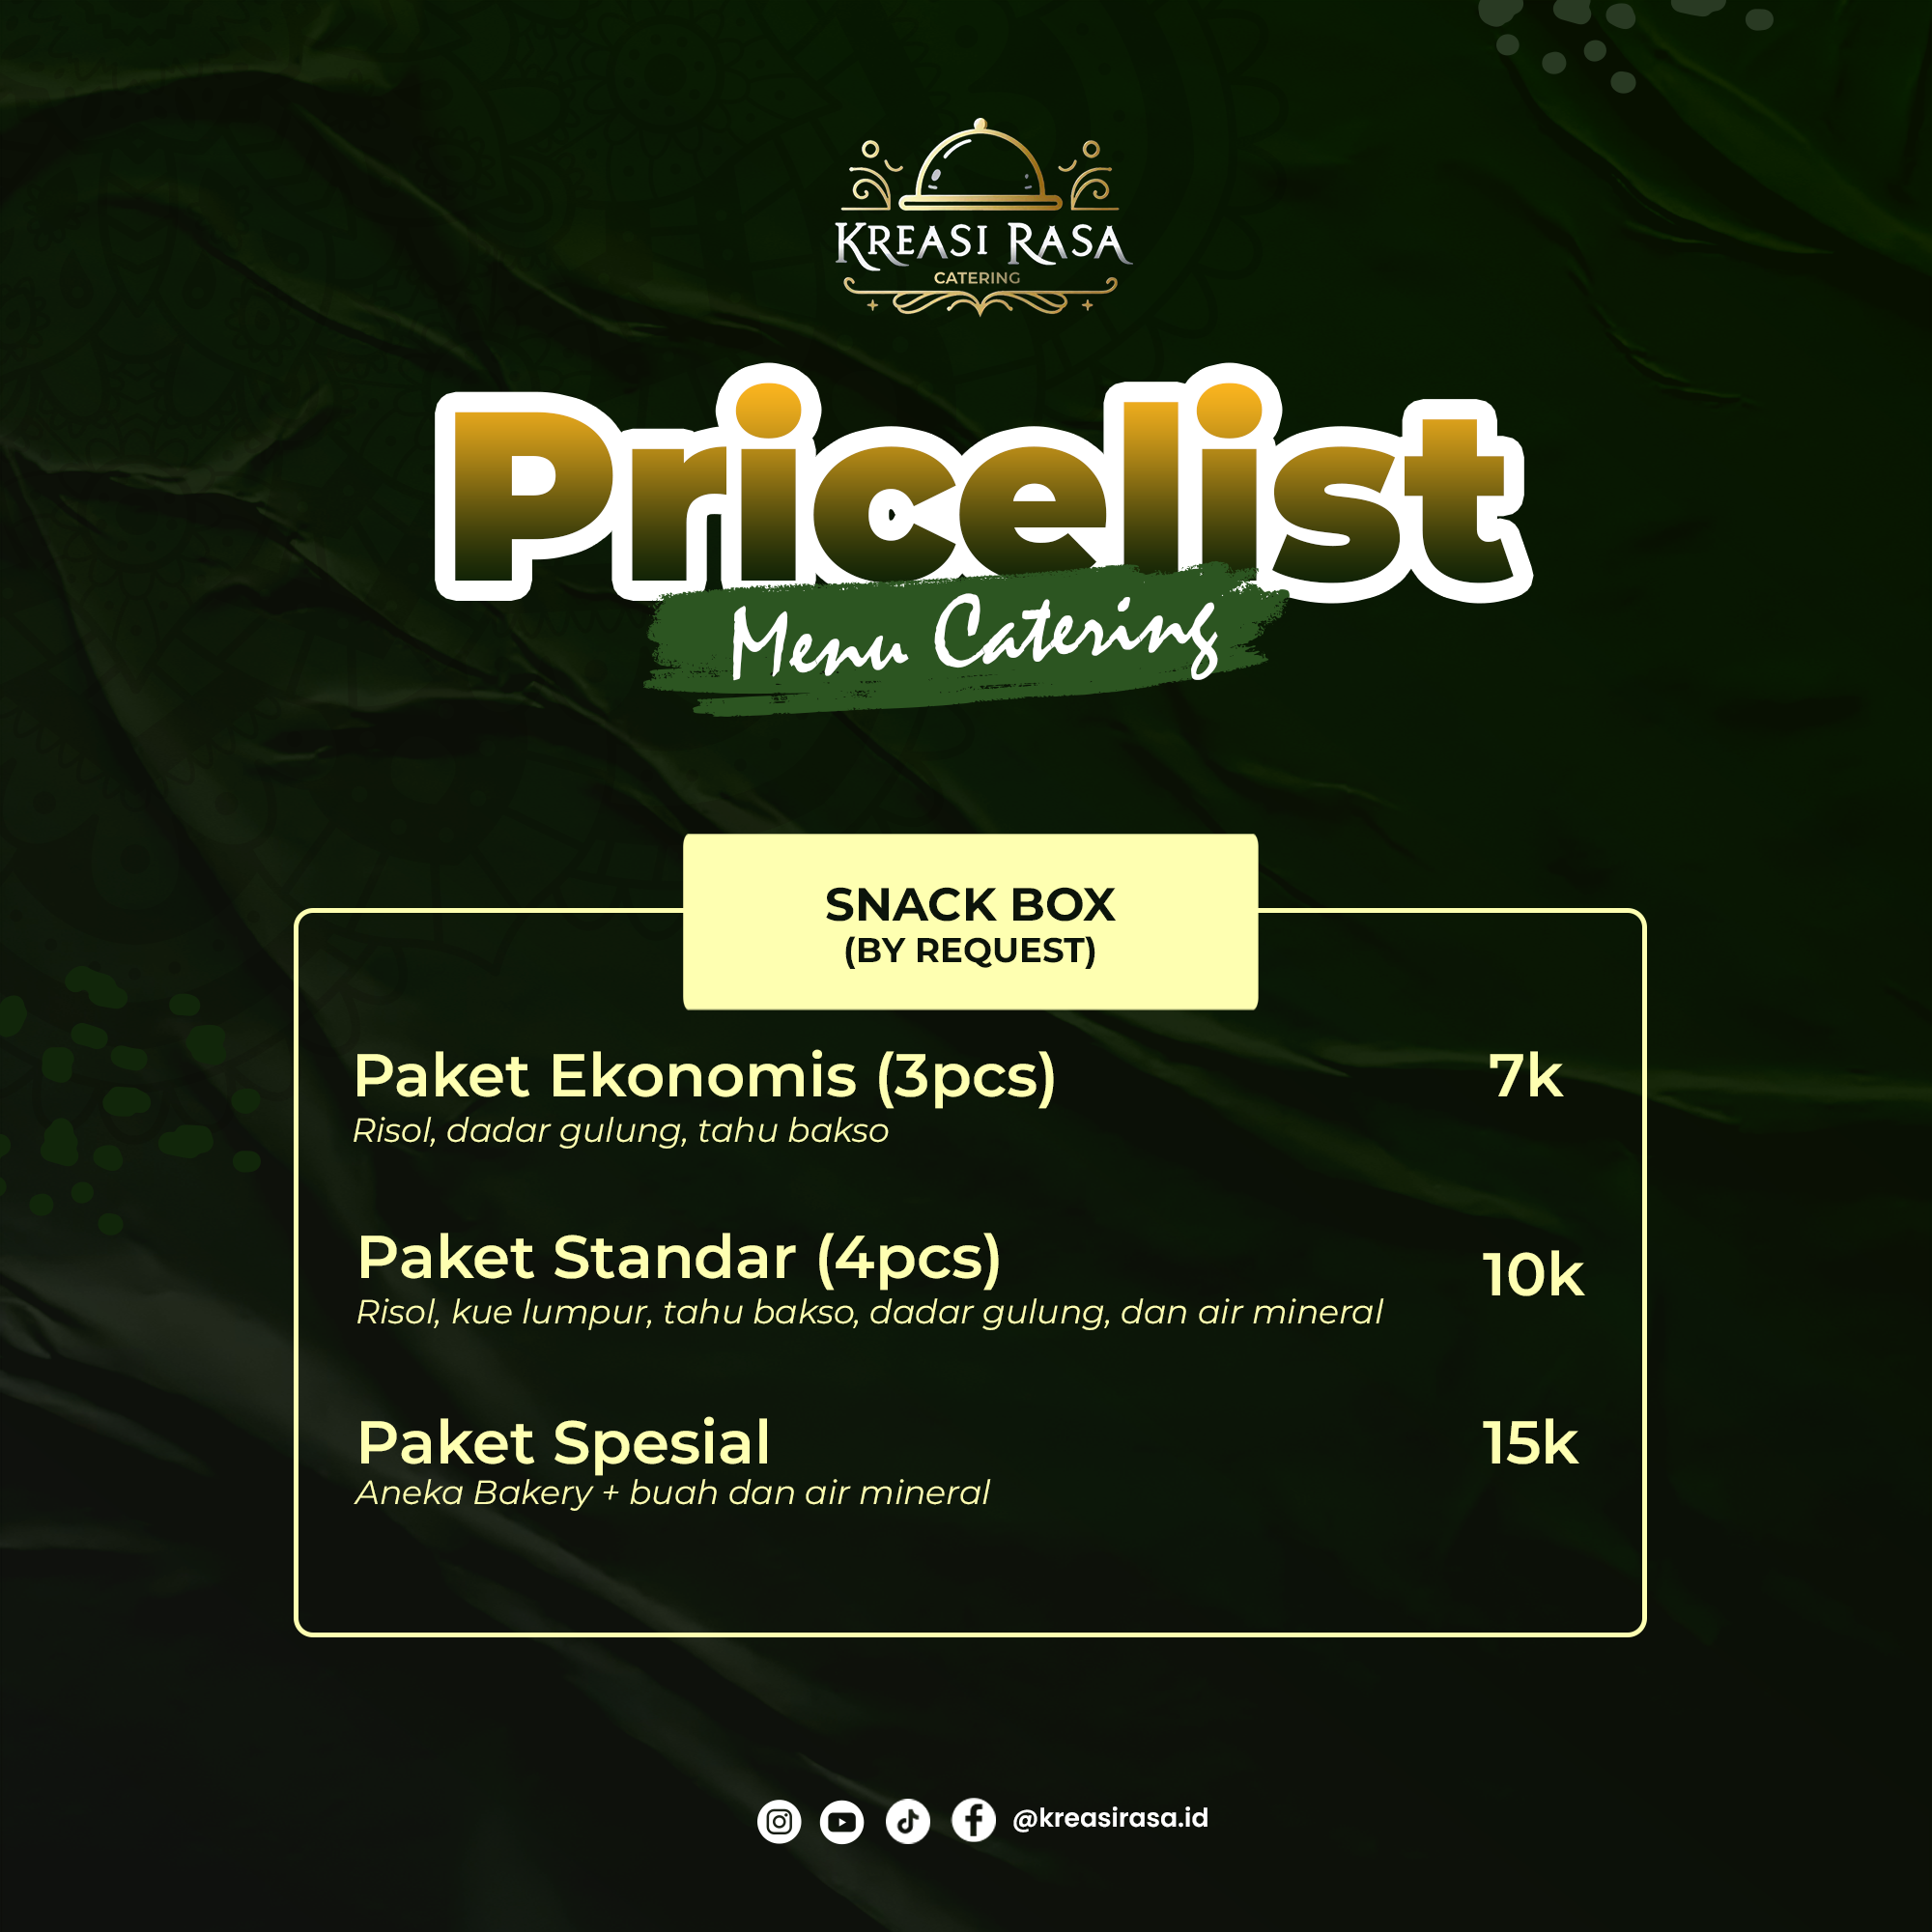 KREASI RASA
CATERING
Pricelist
Menu Catering
SNACK BOX
(BY REQUEST)
Paket Ekonomis (3pcs) 7k
Risol, dadar gulung, tahu bakso
Paket Standar (4pcs) 10k
Risol, kue lumpur, tahu bakso, dadar gulung, dan air mineral
Paket Spesial 15k
Aneka Bakery + buah dan air mineral
@kreasirasa.id